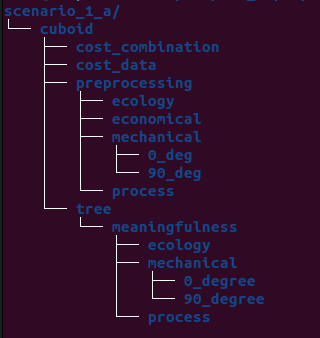 scenario_1_a/
└── cuboid
    ├── cost_combination
    ├── cost_data
    ├── preprocessing
    │   ├── ecology
    │   ├── economical
    │   ├── mechanical
    │   │   ├── 0_deg
    │   │   └── 90_deg
    │   └── process
    └── tree
        └── meaningfulness
            ├── ecology
            ├── mechanical
            │   ├── 0_degree
            │   └── 90_degree
            └── process